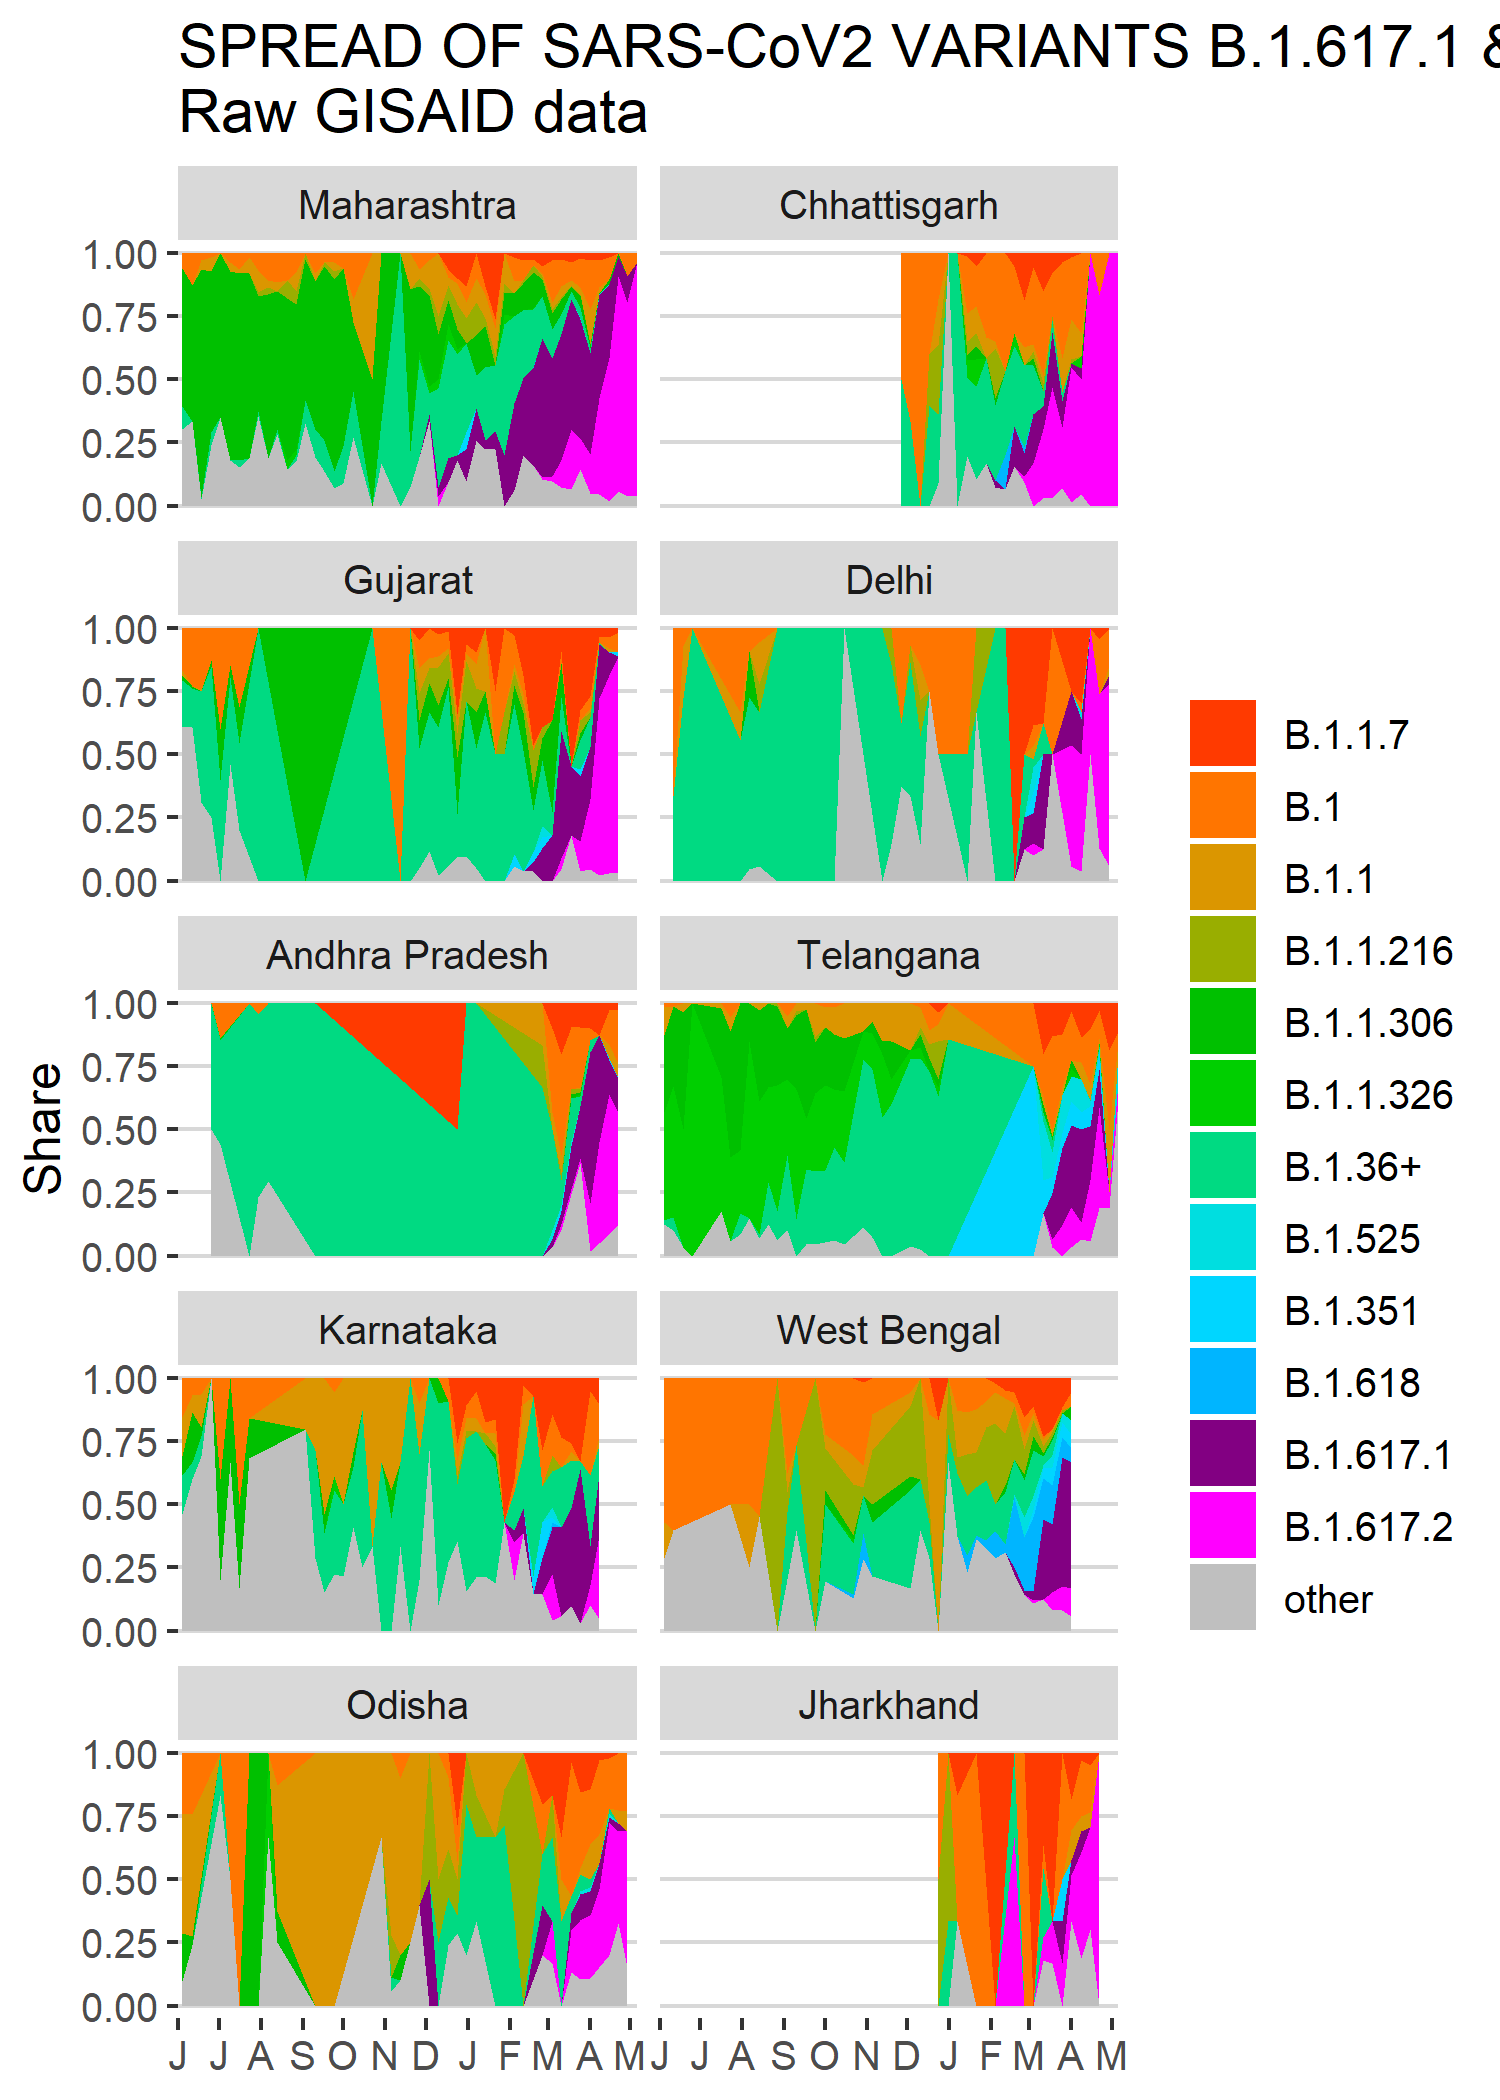 SPREAD OF SARS-CoV2 VARIANTS B.1.617.1 &
Raw GISAID data
Maharashtra
Chhattisgarh
1.00
0.75
0.50
0.25
0.00
Gujarat
Delhi
1.00
0.75
0.50
0.25
0.00
Andhra Pradesh
Telangana
1.00
0.75
0.50
0.25
0.00
Share
Karnataka
West Bengal
1.00
0.75
0.50
0.25
0.00
Odisha
Jharkhand
1.00
0.75
0.50
0.25
0.00
J J A S O N D J F M A M
J J A S O N D J F M A M
B.1.1.7
B.1
B.1.1
B.1.1.216
B.1.1.306
B.1.1.326
B.1.36+
B.1.525
B.1.351
B.1.618
B.1.617.1
B.1.617.2
other